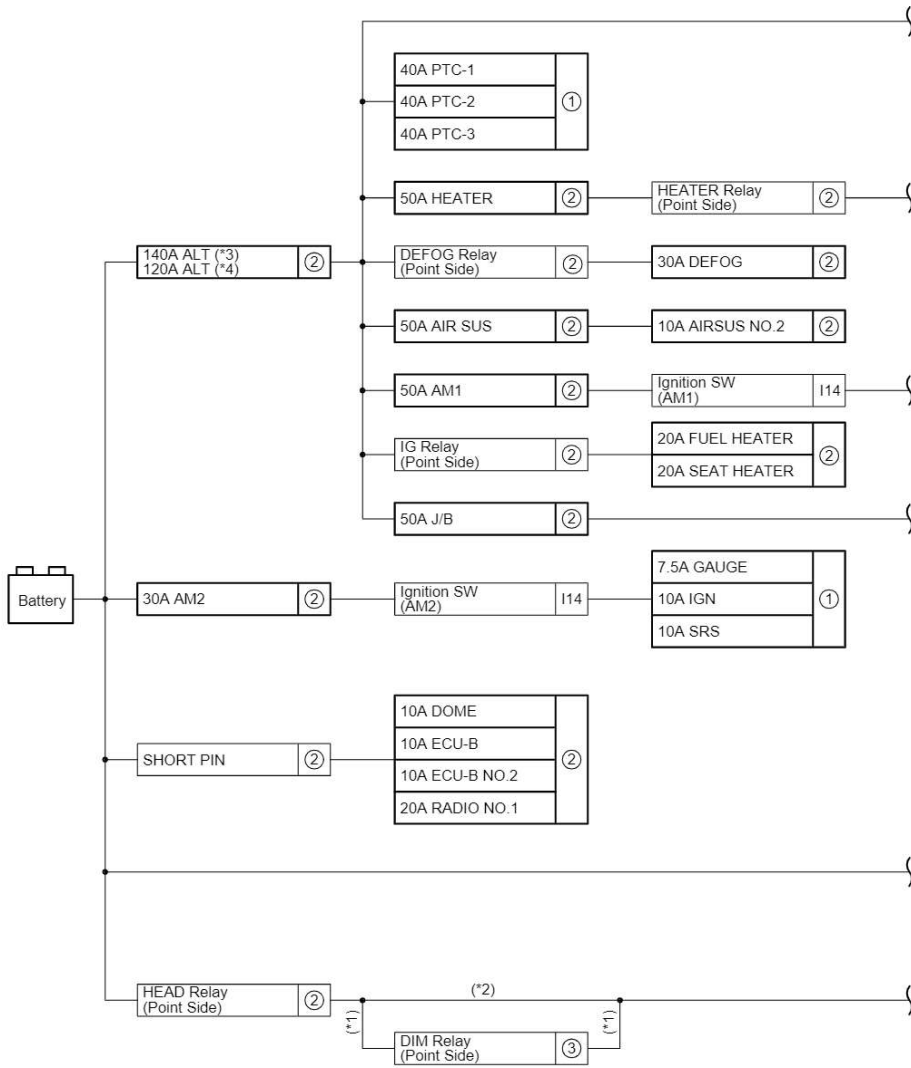 40A PTC-1
40A PTC-2
①
40A PTC-3
50A HEATER
②
HEATER Relay
(Point Side)
②
140A ALT (*3)
120A ALT (*4)
②
DEFOG Relay
(Point Side)
②
30A DEFOG
②
50A AIR SUS
②
10A AIRSUS NO.2
②
50A AM1
②
Ignition SW
(AM1)
I14
IG Relay
(Point Side)
②
20A FUEL HEATER
20A SEAT HEATER
②
50A J/B
②
Battery
30A AM2
②
Ignition SW
(AM2)
I14
7.5A GAUGE
10A IGN
①
10A SRS
SHORT PIN
②
10A DOME
10A ECU-B
10A ECU-B NO.2
20A RADIO NO.1
②
HEAD Relay
(Point Side)
②
(*2)
(*1)
(*1)
DIM Relay
(Point Side)
③